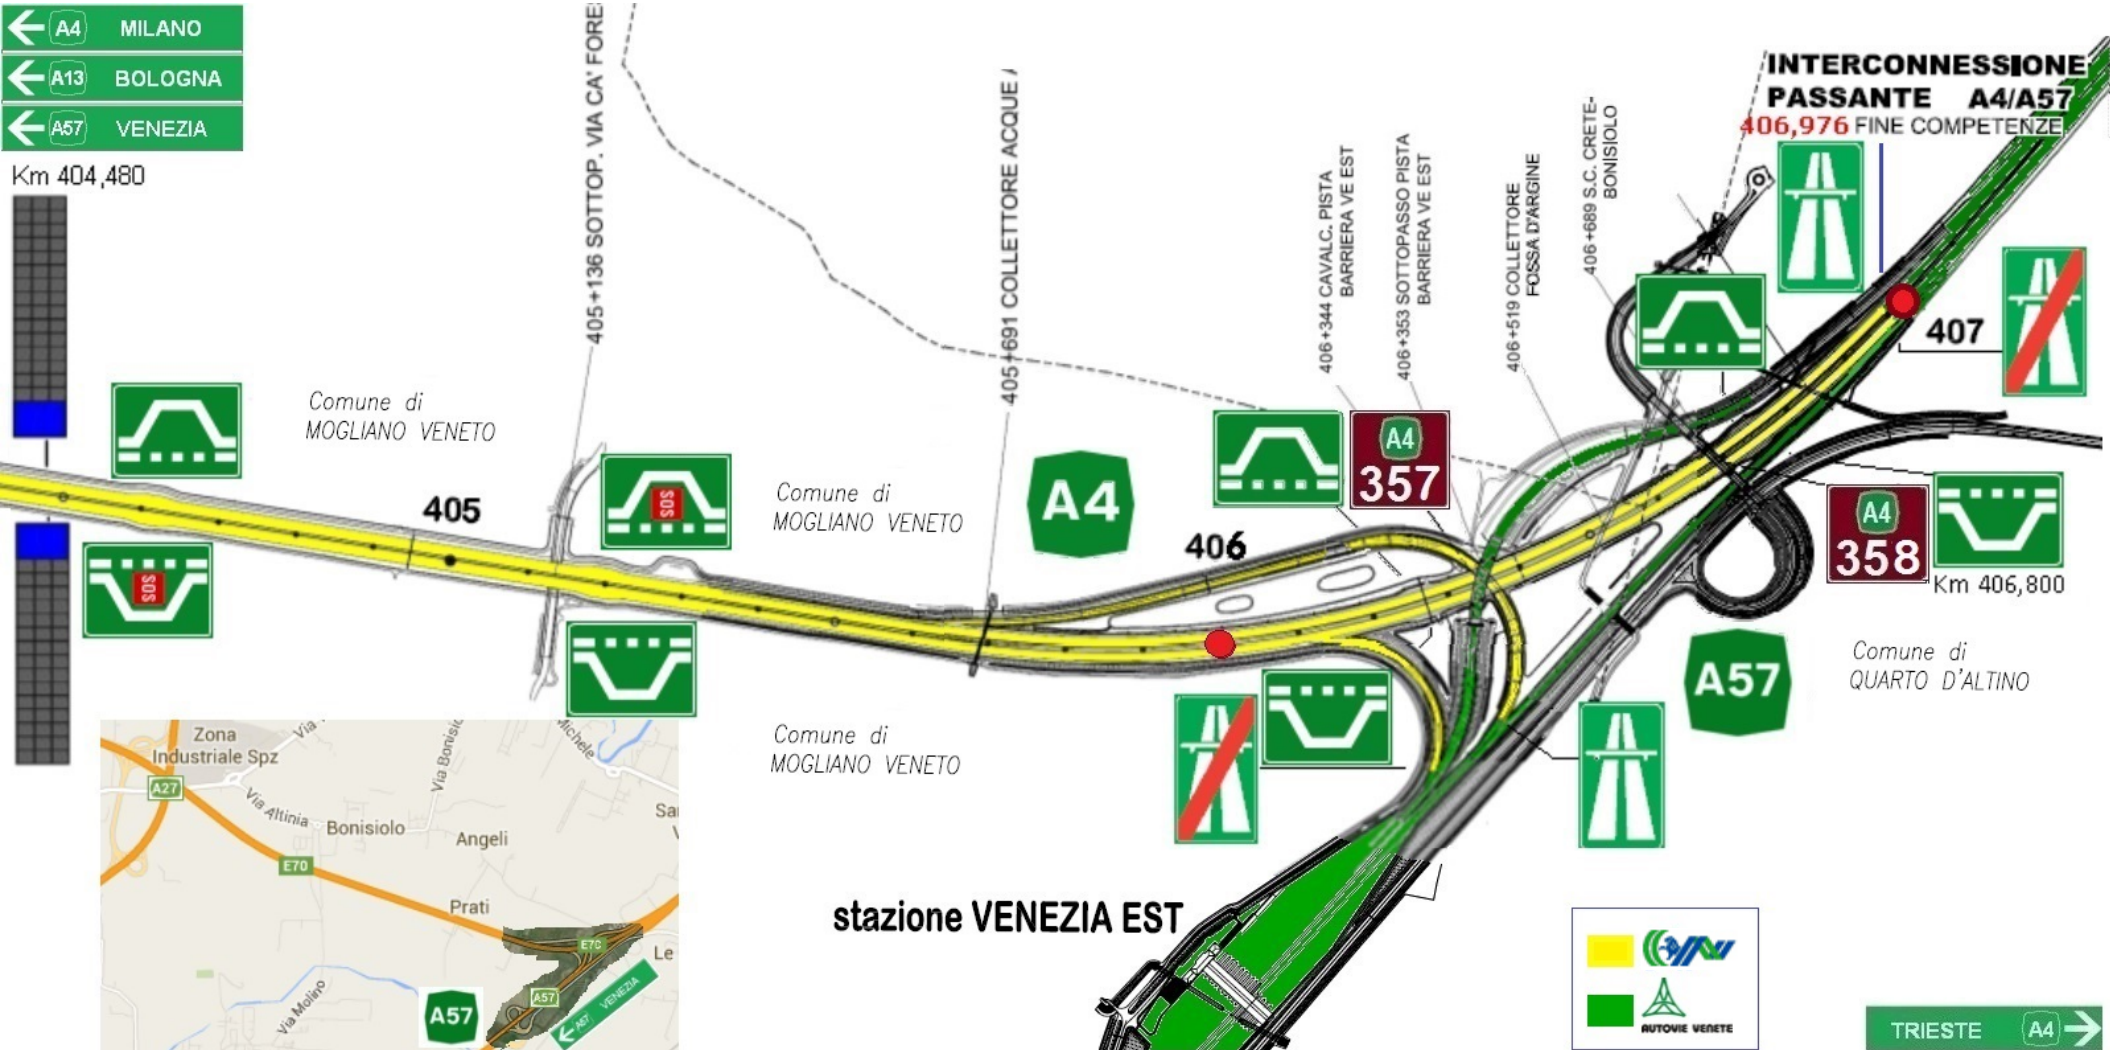 A4 MILANO
A13 BOLOGNA
A57 VENEZIA
Km 404,480
405+136 SOTTOP. VIA CA' FORE
405+691 COLLETTORE ACQUE
406+344 CAVALC. PISTA
BARRIERA VE EST
406+353 SOTTOPASSO PISTA
BARRIERA VE EST
406+519 COLLETTORE
FOSSA D'ARGINE
406+689 S.C. CRETE-
BONISIOLO
INTERCONNESSIONE
PASSANTE A4/A57
406,976 FINE COMPETENZE
407
Comune di
MOGLIANO VENETO
405
SOS
SOS
Comune di
MOGLIANO VENETO
A4
406
A4
357
A4
358
Km 406,800
Comune di
QUARTO D'ALTINO
A57
Comune di
MOGLIANO VENETO
stazione VENEZIA EST
Zona
Industriale Spz
Via
Via Bonisio
Michele
A27
Via Altinia
Bonisiolo
Angeli
E70
Prati
E70
Le
A57
A57 VENEZIA
Via Molino
A57
AUTOVIE VENETE
TRIESTE A4